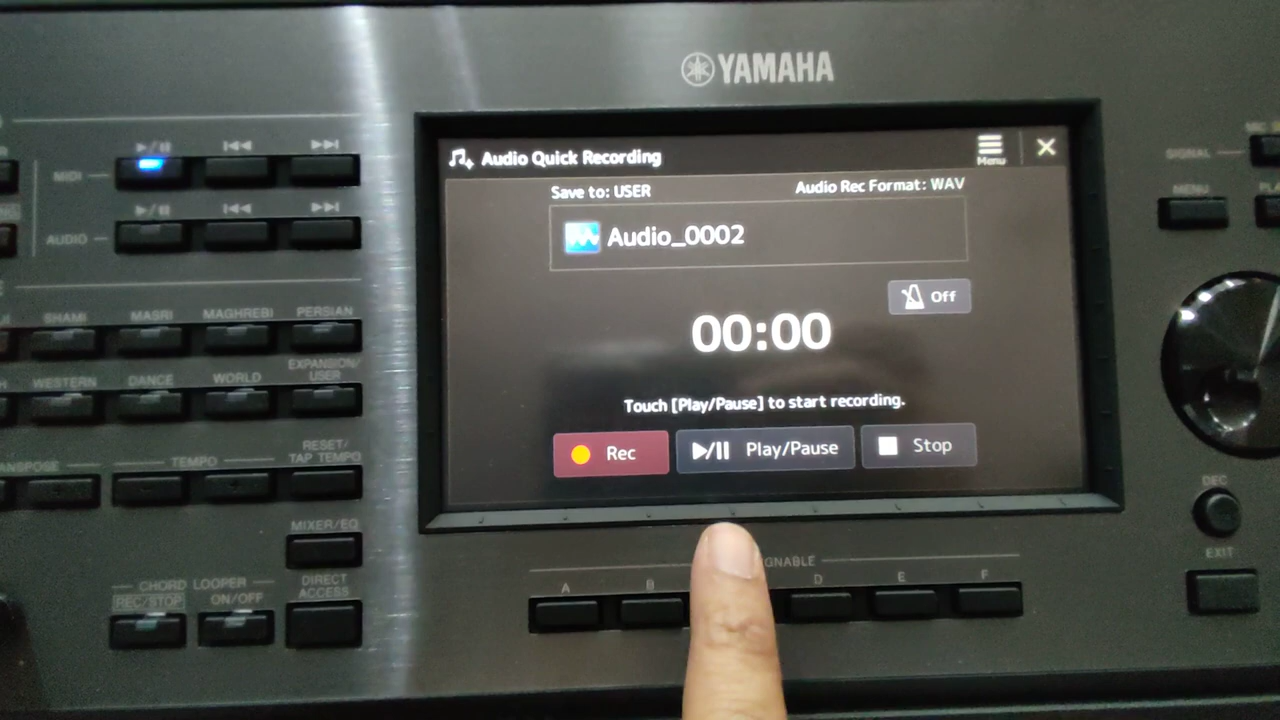 YAMAHA
Audio Quick Recording
Menu
Save to: USER
Audio Rec Format: WAV
Audio_0002
Off
00:00
Touch [Play/Pause] to start recording.
Rec
Play/Pause
Stop
MIDI
AUDIO
SHAMI
MASRI
MAGHREBI
PERSIAN
WESTERN
DANCE
WORLD
EXPANSION/
USER
TEMPO
RESET/
TAP TEMPO
MIXER/EQ
CHORD LOOPER
REC/STOP
ON/OFF
DIRECT
ACCESS
A
B
D
E
F
SIGNAL
MENU
DEC
EXIT